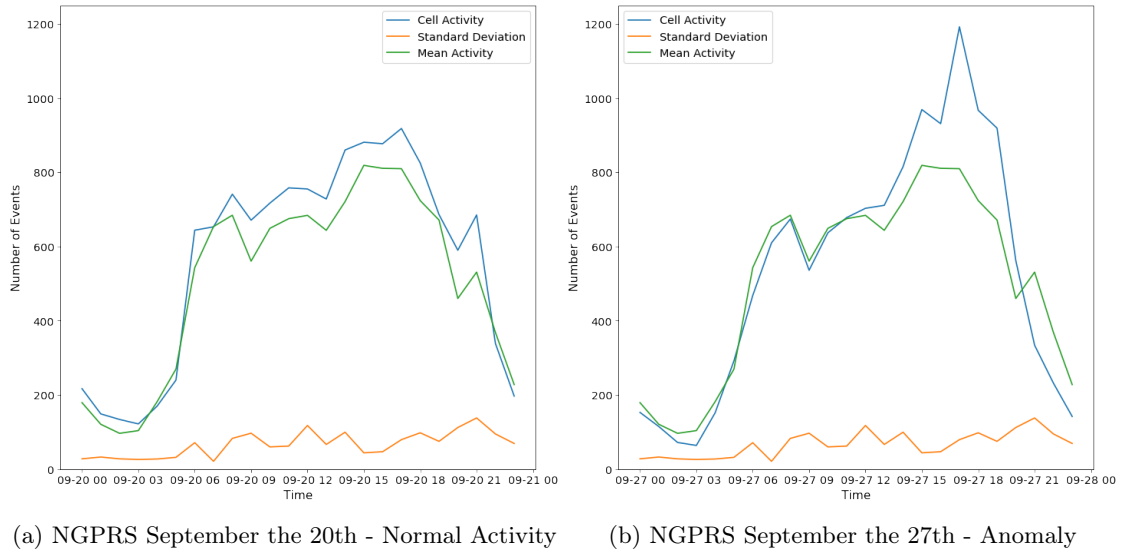 Cell Activity
Standard Deviation
Mean Activity
1200
1000
800
600
400
200
0
Number of Events
09-20 00
09-20 03
09-20 06
09-20 09
09-20 12
09-20 15
09-20 18
09-20 21
09-21 00
Time
(a) NGPRS September the 20th - Normal Activity
Cell Activity
Standard Deviation
Mean Activity
1200
1000
800
600
400
200
0
Number of Events
09-27 00
09-27 03
09-27 06
09-27 09
09-27 12
09-27 15
09-27 18
09-27 21
09-28 00
Time
(b) NGPRS September the 27th - Anomaly